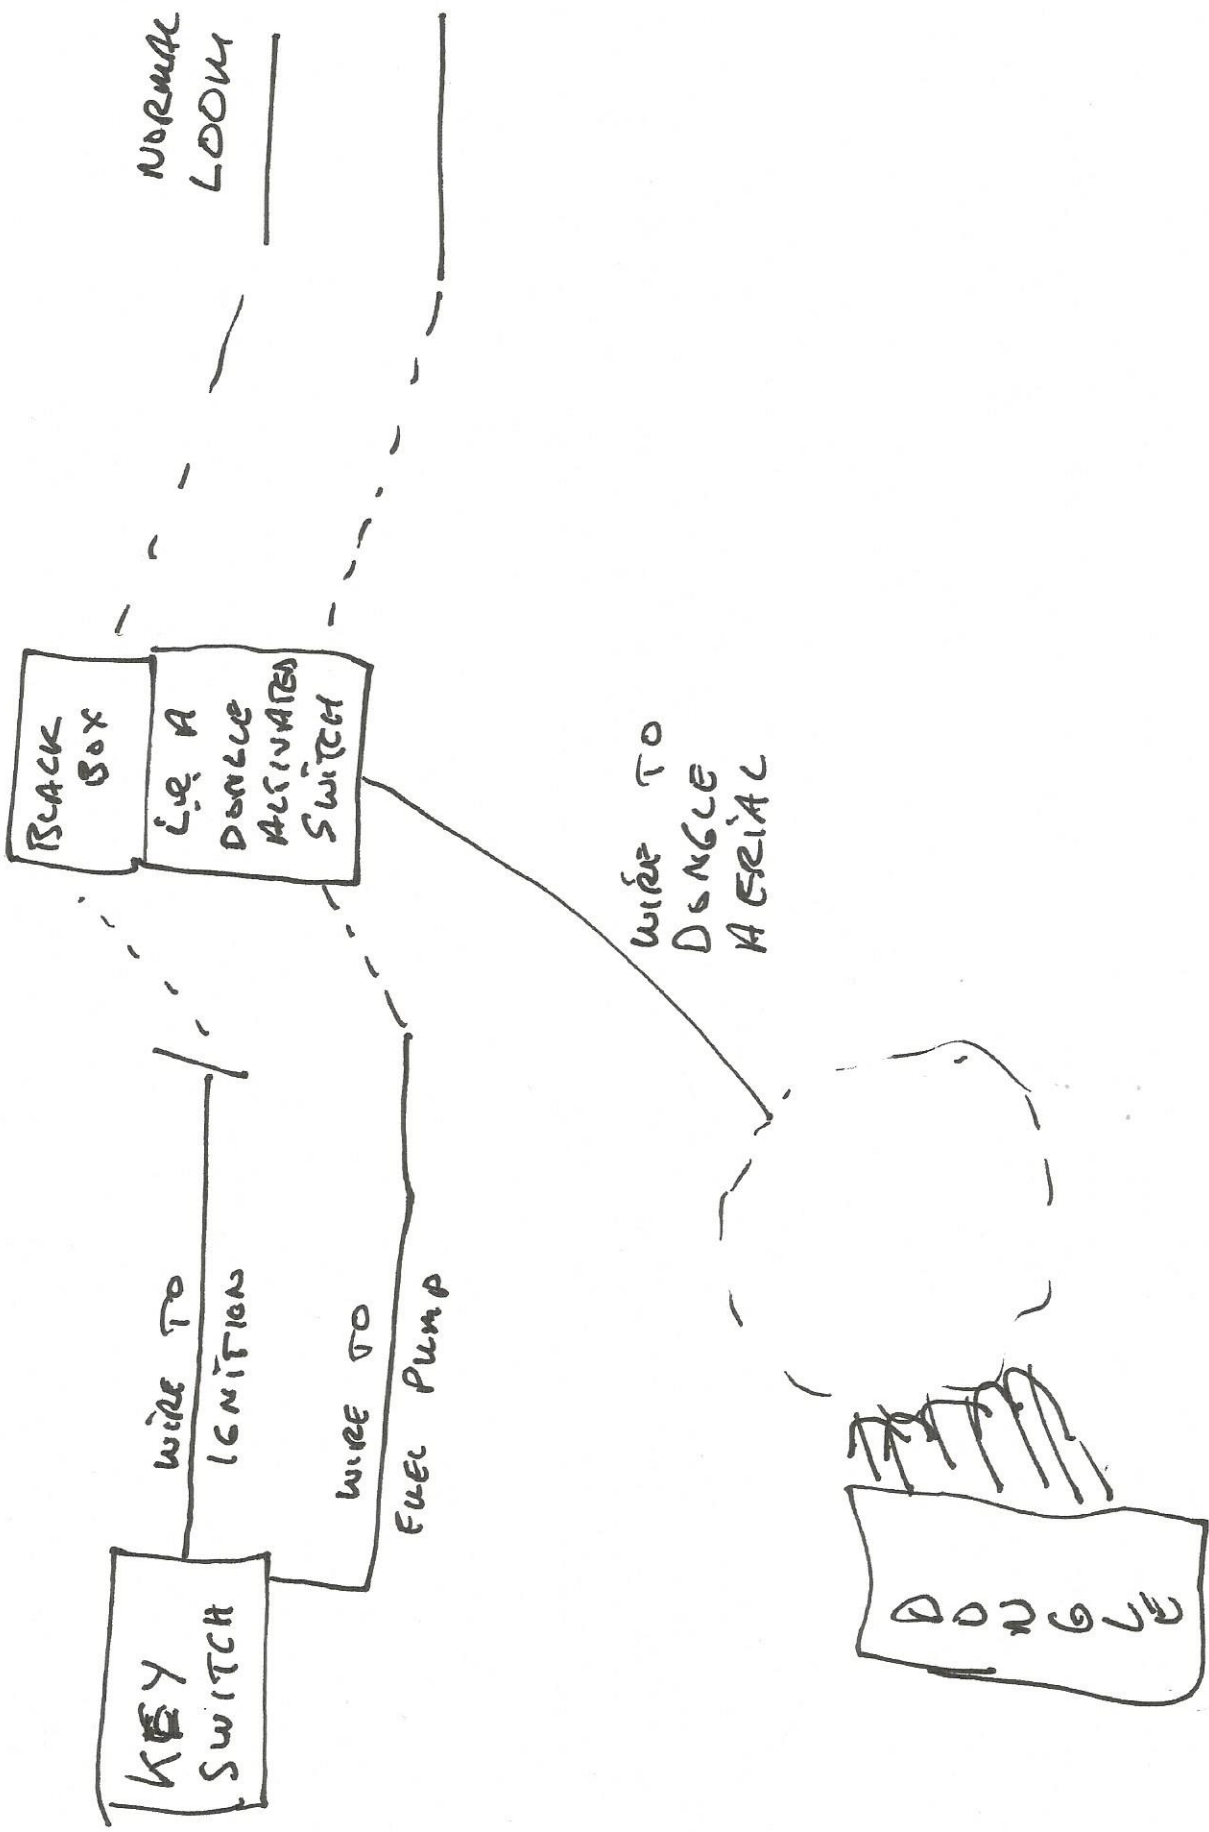 KEY
SWITCH
WIRE TO
IGNITION
WIRE TO
FUEL PUMP
BLACK
BOX
i.e. A
DONGLE
ACTIVATED
SWITCH
NORMAL
LOOM
WIRE TO
DONGLE
AERIAL
DONGLE